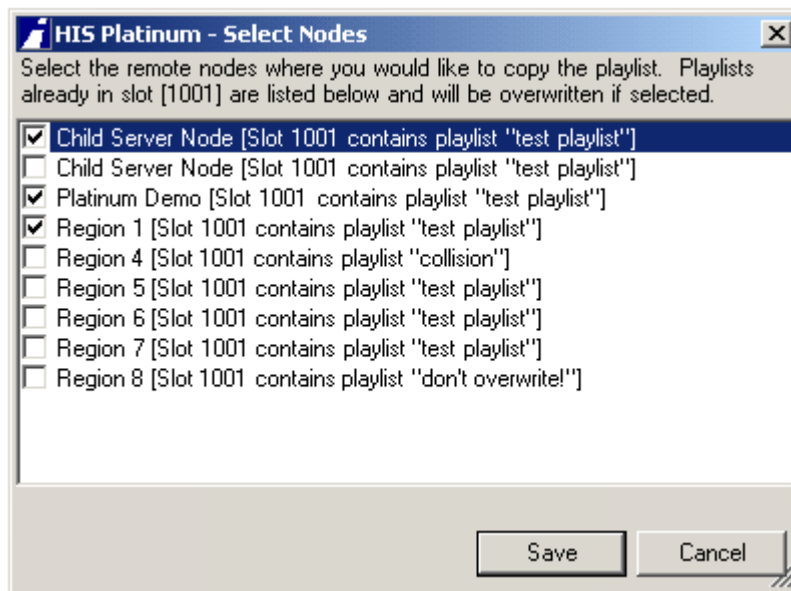 HIS Platinum - Select Nodes
Select the remote nodes where you would like to copy the playlist.  Playlists
already in slot [1001] are listed below and will be overwritten if selected.
Child Server Node [Slot 1001 contains playlist "test playlist"]
Child Server Node [Slot 1001 contains playlist "test playlist"]
Platinum Demo [Slot 1001 contains playlist "test playlist"]
Region 1 [Slot 1001 contains playlist "test playlist"]
Region 4 [Slot 1001 contains playlist "collision"]
Region 5 [Slot 1001 contains playlist "test playlist"]
Region 6 [Slot 1001 contains playlist "test playlist"]
Region 7 [Slot 1001 contains playlist "test playlist"]
Region 8 [Slot 1001 contains playlist "don't overwrite!"]
Save Cancel